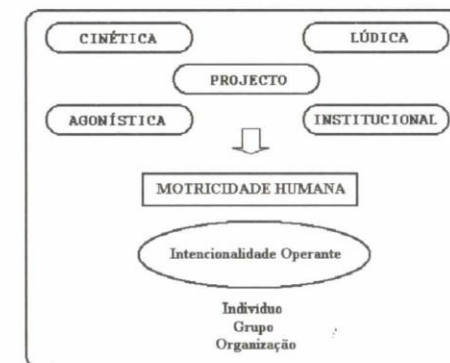 CINÉTICA
LÚDICA
PROJECTO
AGONÍSTICA
INSTITUCIONAL
MOTRICIDADE HUMANA
Intencionalidade Operante
Indivíduo
Grupo
Organização